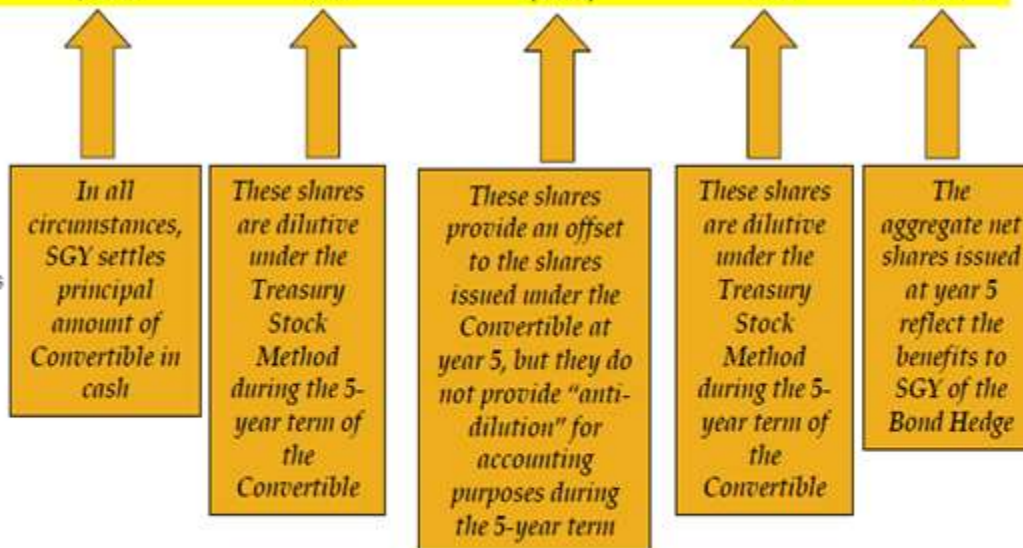 In all
circumstances,
SGY settles
principal
amount of
Convertible in
cash
These shares
are dilutive
under the
Treasury
Stock
Method
during the 5-
year term of
the
Convertible
These shares
provide an offset
to the shares
issued under the
Convertible at
year 5, but they do
not provide “anti-
dilution” for
accounting
purposes during
the 5-year term
These shares
are dilutive
under the
Treasury
Stock
Method
during the 5-
year term of
the
Convertible
The
aggregate net
shares issued
at year 5
reflect the
benefits to
SGY of the
Bond Hedge